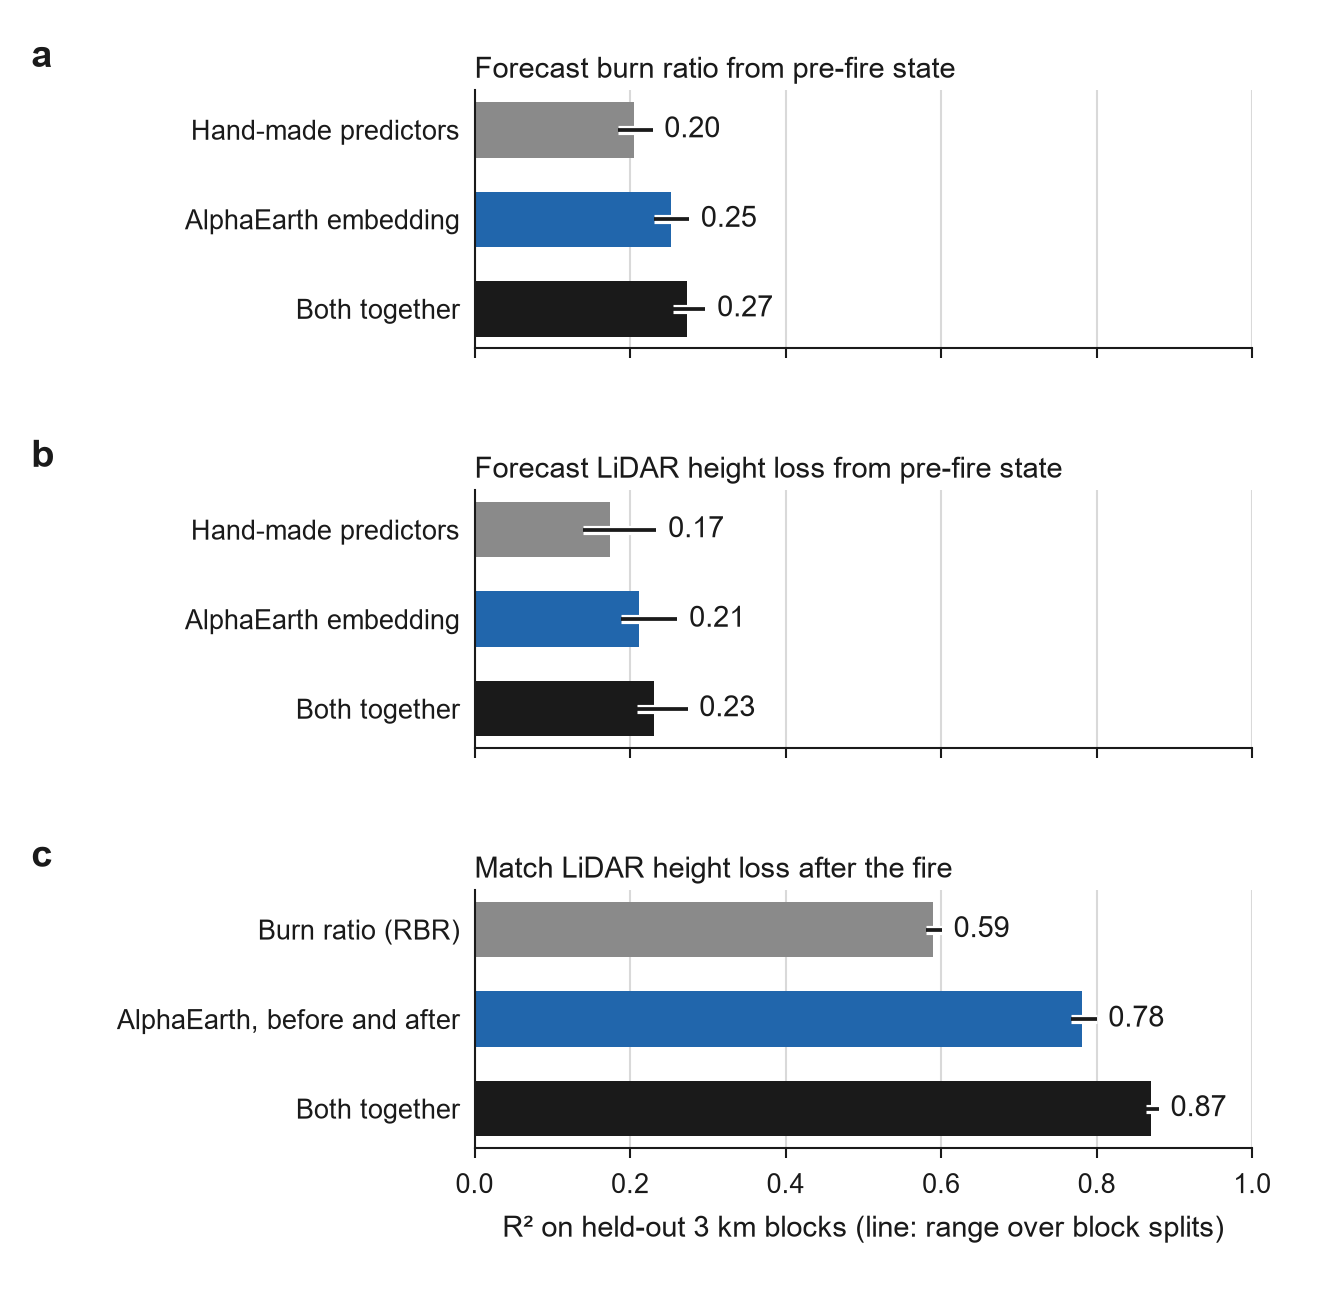 a
Forecast burn ratio from pre-fire state
Hand-made predictors
0.20
AlphaEarth embedding
0.25
Both together
0.27
b
Forecast LiDAR height loss from pre-fire state
Hand-made predictors
0.17
AlphaEarth embedding
0.21
Both together
0.23
c
Match LiDAR height loss after the fire
Burn ratio (RBR)
0.59
AlphaEarth, before and after
0.78
Both together
0.87
0.0 0.2 0.4 0.6 0.8 1.0
R² on held-out 3 km blocks (line: range over block splits)